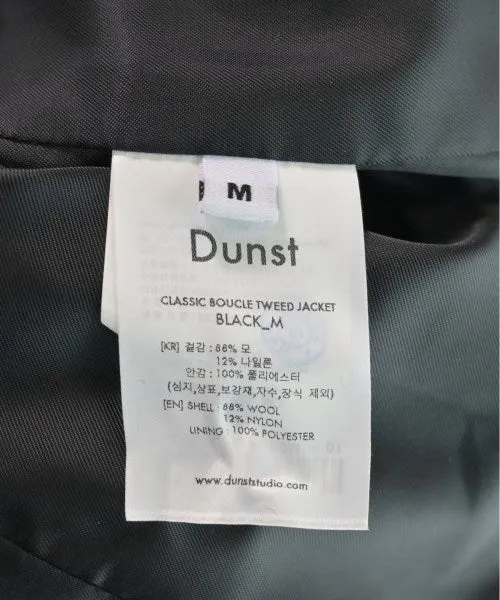 M
Dunst
CLASSIC BOUCLE TWEED JACKET
BLACK_M
[KR] 겉감 : 88% 모
12% 나일론
안감 : 100% 폴리에스터
(심지,상표,보강재,자수,장식 제외)
[EN] SHELL : 88% WOOL
12% NYLON
LINING : 100% POLYESTER
www.dunststudio.com